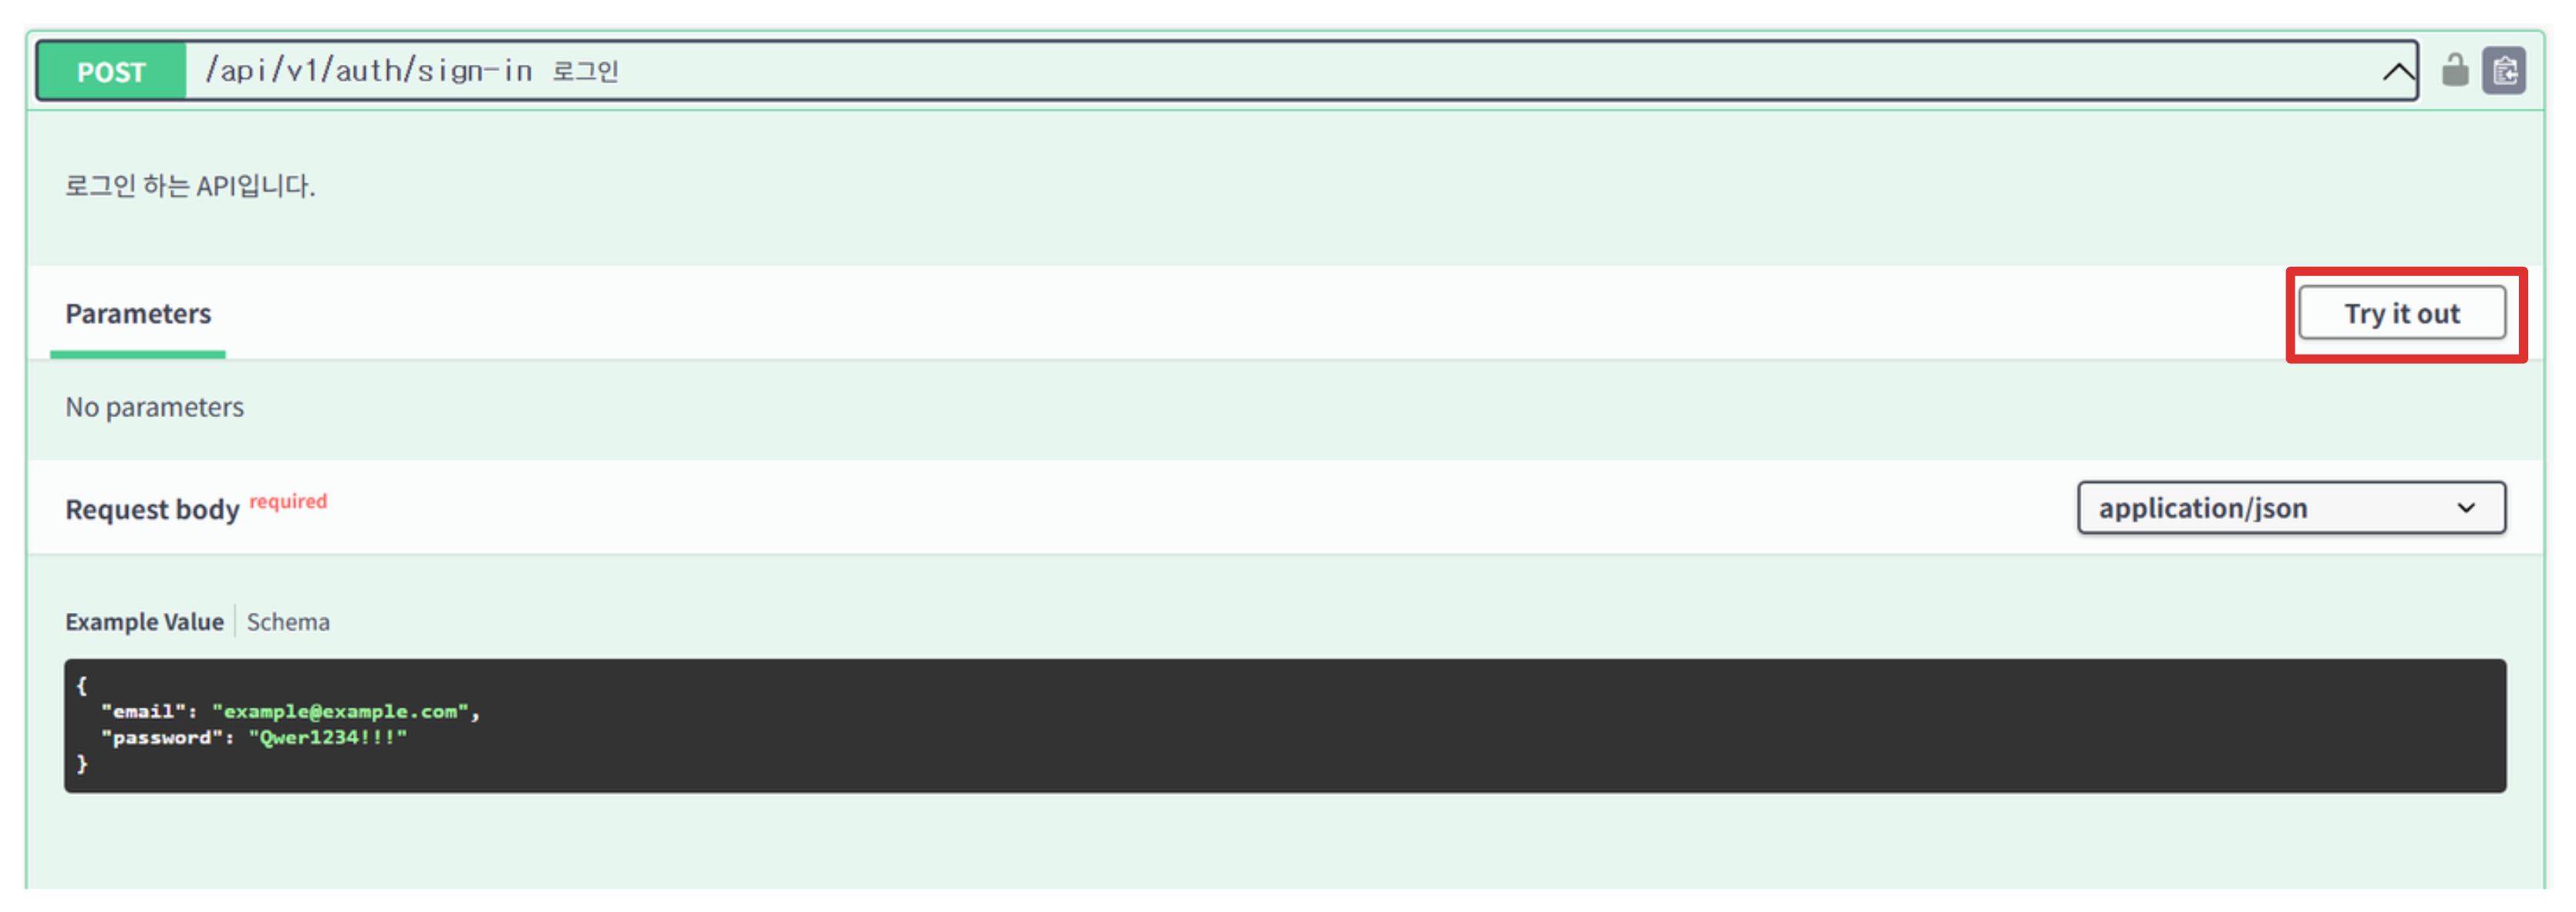 POST /api/v1/auth/sign-in 로그인
로그인 하는 API입니다.
Parameters Try it out
No parameters
Request body required application/json
Example Value Schema
{
"email": "example@example.com",
"password": "Qwer1234!!!"
}